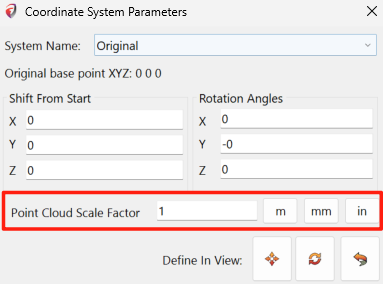 Coordinate System Parameters
System Name: Original
Original base point XYZ: 0 0 0
Shift From Start
X 0
Y 0
Z 0
Rotation Angles
X 0
Y -0
Z 0
Point Cloud Scale Factor 1 m mm in
Define In View: